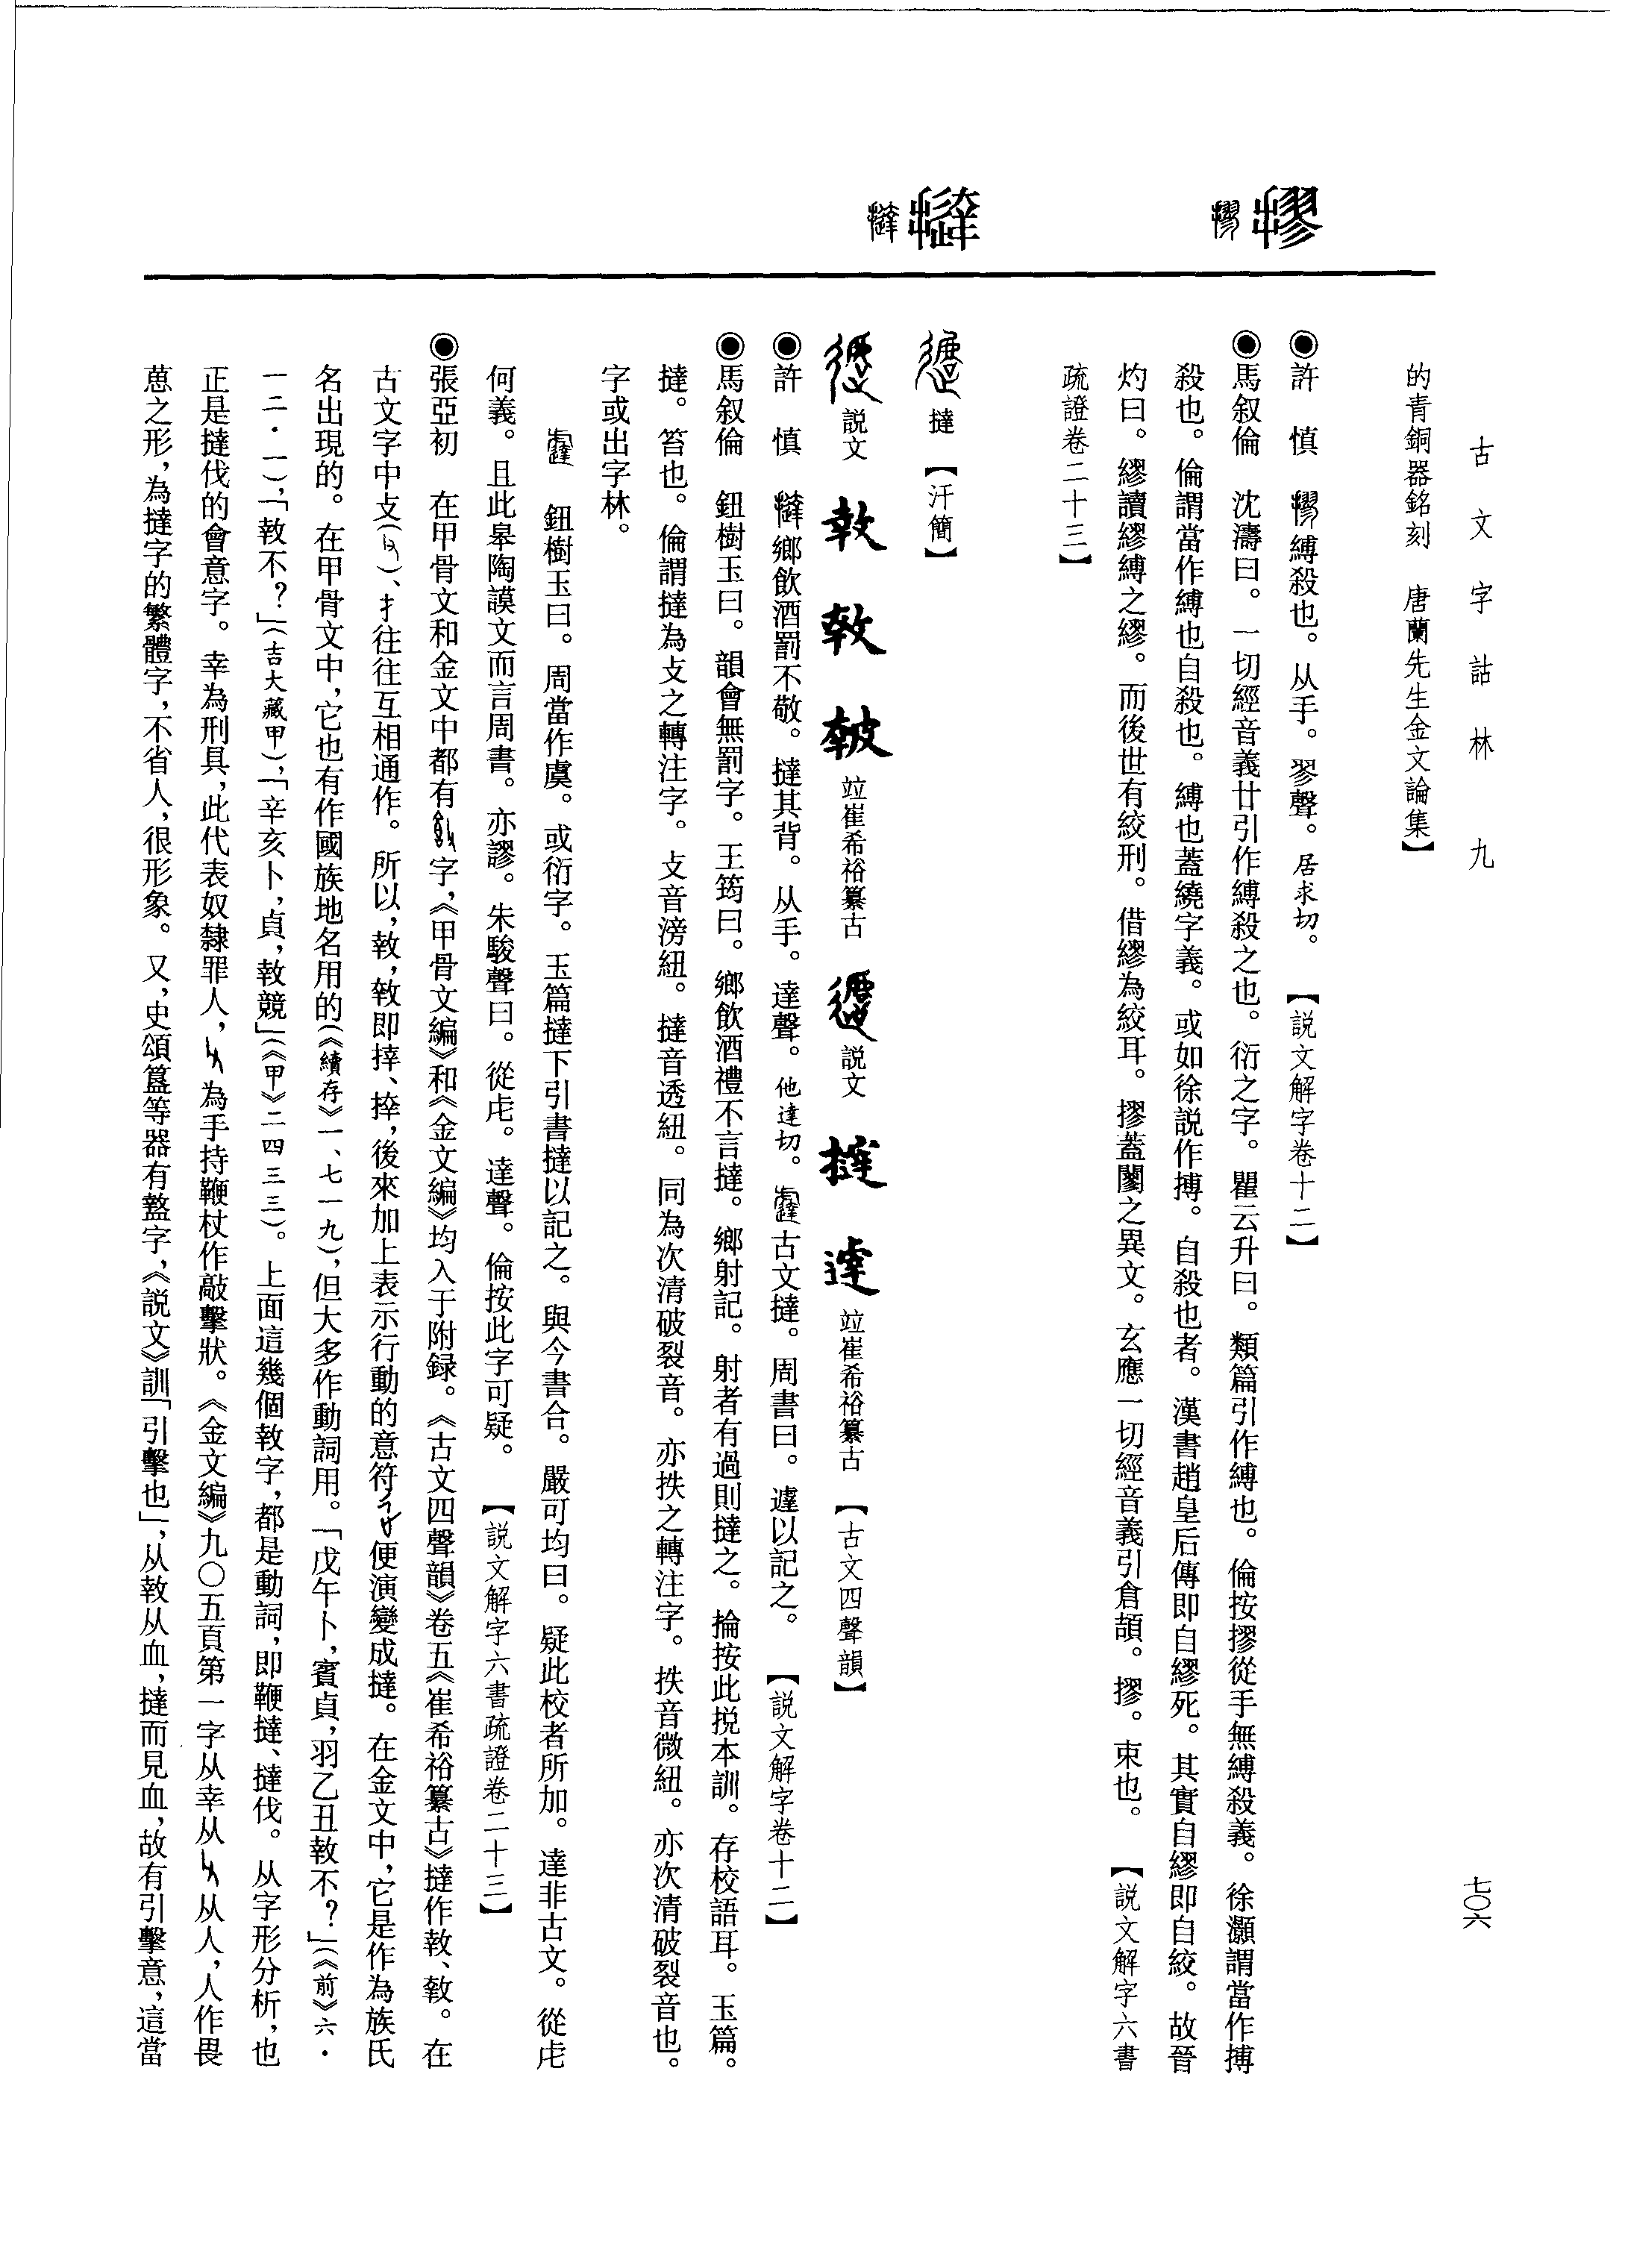 古文字詁林　九
七〇六
的青銅器銘刻　唐蘭先生金文論集】
◉許　慎　摎縛殺也。从手。翏聲。居求切。　【説文解字卷十二】
◉馬叙倫　沈濤曰。一切經音義廿引作縛殺之也。衍之字。瞿云升曰。類篇引作縛也。倫按摎從手無縛殺義。徐灝謂當作搏
殺也。倫謂當作縛也自殺也。縛也蓋繞字義。或如徐説作搏。自殺也者。漢書趙皇后傳即自繆死。其實自繆即自絞。故晉
灼曰。繆讀繆縛之繆。而後世有絞刑。借繆為絞耳。摎蓋闅之異文。玄應一切經音義引倉頡。摎。束也。　【説文解字六書
疏證卷二十三】
撻　【汗簡】
説文　　竝崔希裕纂古　　説文　　竝崔希裕纂古　【古文四聲韻】
◉許　慎　撻鄉飲酒罰不敬。撻其背。从手。達聲。他達切。古文撻。周書曰。遽以記之。　【説文解字卷十二】
◉馬叙倫　鈕樹玉曰。韻會無罰字。王筠曰。鄉飲酒禮不言撻。鄉射記。射者有過則撻之。掄按此捝本訓。存校語耳。玉篇。
撻。笞也。倫謂撻為攴之轉注字。攴音滂紐。撻音透紐。同為次清破裂音。亦抶之轉注字。抶音微紐。亦次清破裂音也。
字或出字林。
鈕樹玉曰。周當作虞。或衍字。玉篇撻下引書撻以記之。與今書合。嚴可均曰。疑此校者所加。達非古文。從虍
何義。且此皋陶謨文而言周書。亦謬。朱駿聲曰。從虍。達聲。倫按此字可疑。　【説文解字六書疏證卷二十三】
◉張亞初　在甲骨文和金文中都有字，《甲骨文編》和《金文編》均入于附録。《古文四聲韻》卷五《崔希裕纂古》撻作㪯、㪯。在
古文字中攴（）、扌往往互相通作。所以，㪯，㪯即㨘、捽，後來加上表示行動的意符便演變成撻。在金文中，它是作為族氏
名出現的。在甲骨文中，它也有作國族地名用的（《續存》一、七一九），但大多作動詞用。「戊午卜，賓貞，羽乙丑㪯不？」（《前》六·
一二·一），「㪯不？」（吉大藏甲），「辛亥卜，貞，㪯競」（《甲》二四三三）。上面這幾個㪯字，都是動詞，即鞭撻、撻伐。从字形分析，也
正是撻伐的會意字。幸為刑具，此代表奴隸罪人，為手持鞭杖作敲擊狀。《金文編》九〇五頁第一字从幸从从人，人作畏
葸之形，為撻字的繁體字，不省人，很形象。又，史頌簋等器有盩字，《説文》訓「引擊也」，从㪯从血，撻而見血，故有引擊意，這當